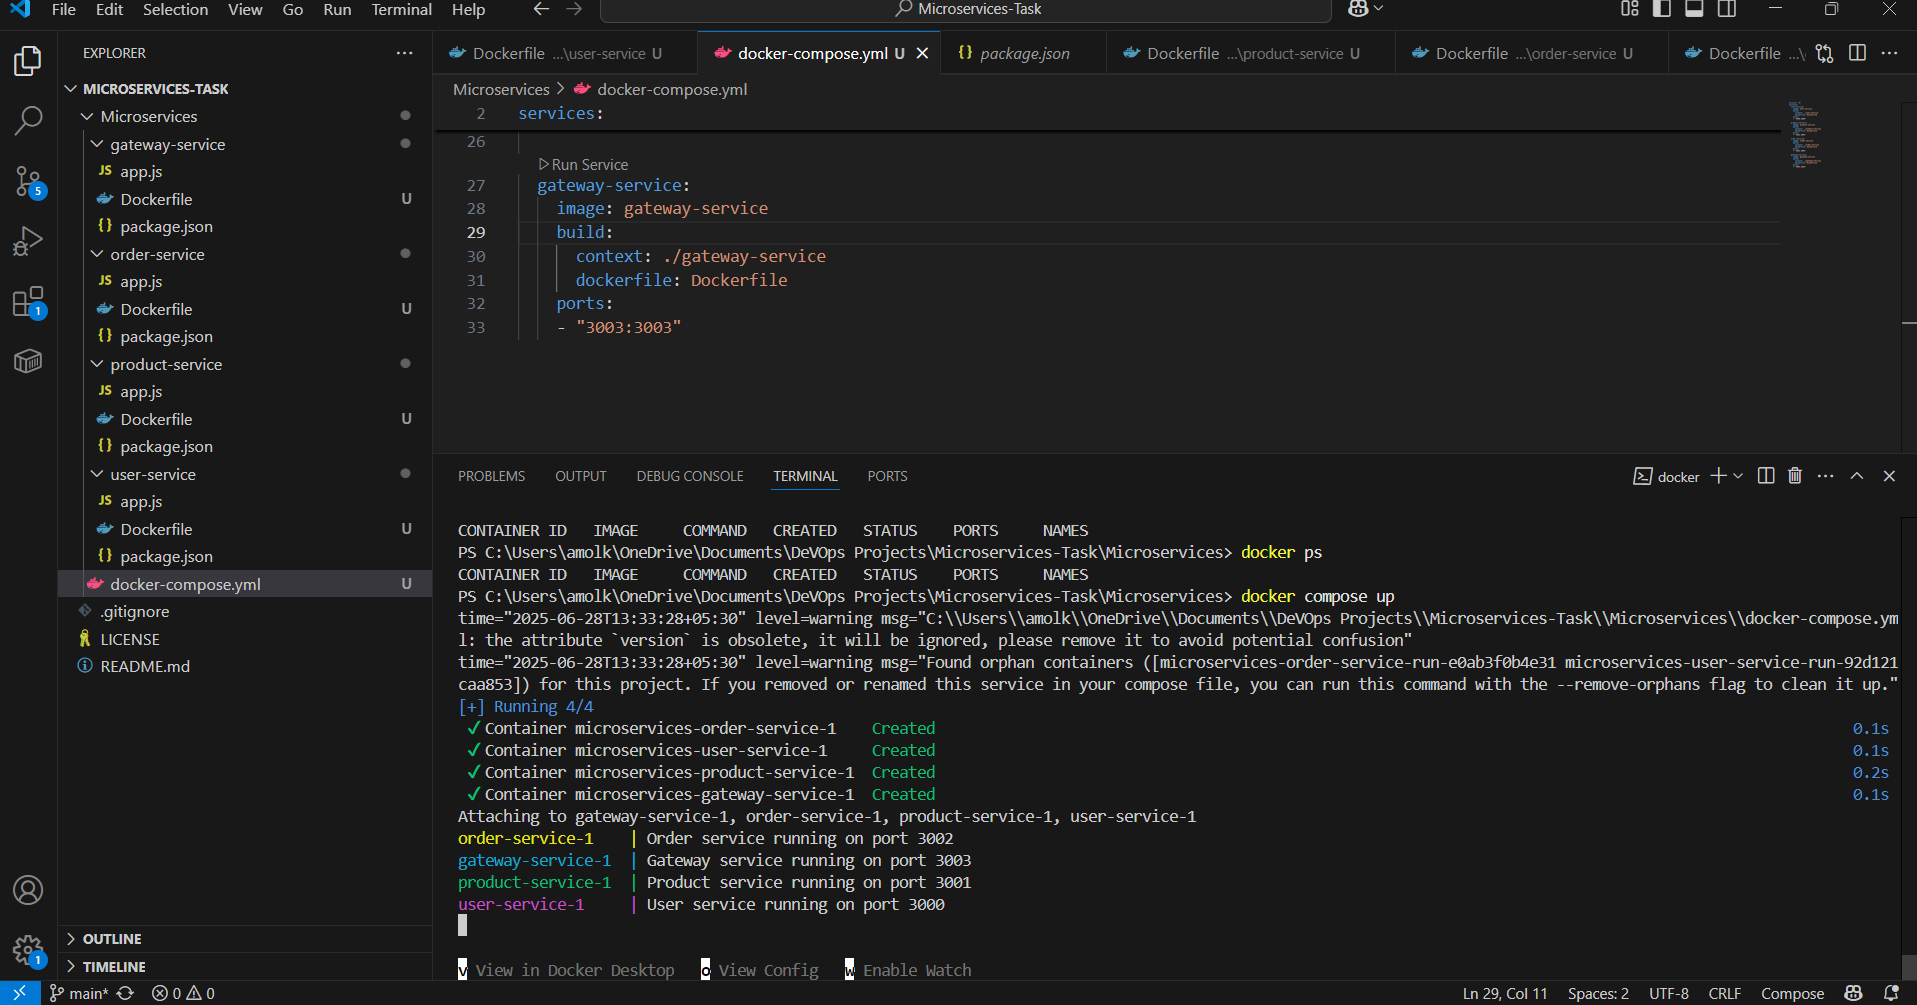 File Edit Selection View Go Run Terminal Help
Microservices-Task
EXPLORER
MICROSERVICES-TASK
Microservices
gateway-service
JS app.js
Dockerfile U
{} package.json
order-service
JS app.js
Dockerfile U
{} package.json
product-service
JS app.js
Dockerfile U
{} package.json
user-service
JS app.js
Dockerfile U
{} package.json
docker-compose.yml U
.gitignore
LICENSE
README.md
OUTLINE
TIMELINE
5
1
1
Dockerfile ...\user-service U
docker-compose.yml U
{} package.json
Dockerfile ...\product-service U
Dockerfile ...\order-service U
Dockerfile ...\
Microservices > docker-compose.yml
2 services:
26
Run Service
27 gateway-service:
28 image: gateway-service
29 build:
30 context: ./gateway-service
31 dockerfile: Dockerfile
32 ports:
33 - "3003:3003"
PROBLEMS OUTPUT DEBUG CONSOLE TERMINAL PORTS
docker
CONTAINER ID IMAGE COMMAND CREATED STATUS PORTS NAMES
PS C:\Users\amolk\OneDrive\Documents\DeVOps Projects\Microservices-Task\Microservices> docker ps
CONTAINER ID IMAGE COMMAND CREATED STATUS PORTS NAMES
PS C:\Users\amolk\OneDrive\Documents\DeVOps Projects\Microservices-Task\Microservices> docker compose up
time="2025-06-28T13:33:28+05:30" level=warning msg="C:\\Users\\amolk\\OneDrive\\Documents\\DeVOps Projects\\Microservices-Task\\Microservices\\docker-compose.ym
l: the attribute `version` is obsolete, it will be ignored, please remove it to avoid potential confusion"
time="2025-06-28T13:33:28+05:30" level=warning msg="Found orphan containers ([microservices-order-service-run-e0ab3f0b4e31 microservices-user-service-run-92d121
caa853]) for this project. If you removed or renamed this service in your compose file, you can run this command with the --remove-orphans flag to clean it up."
[+] Running 4/4
✓ Container microservices-order-service-1 Created 0.1s
✓ Container microservices-user-service-1 Created 0.1s
✓ Container microservices-product-service-1 Created 0.2s
✓ Container microservices-gateway-service-1 Created 0.1s
Attaching to gateway-service-1, order-service-1, product-service-1, user-service-1
order-service-1 | Order service running on port 3002
gateway-service-1 | Gateway service running on port 3003
product-service-1 | Product service running on port 3001
user-service-1 | User service running on port 3000
v View in Docker Desktop o View Config w Enable Watch
main* 0 0 Ln 29, Col 11 Spaces: 2 UTF-8 CRLF Compose